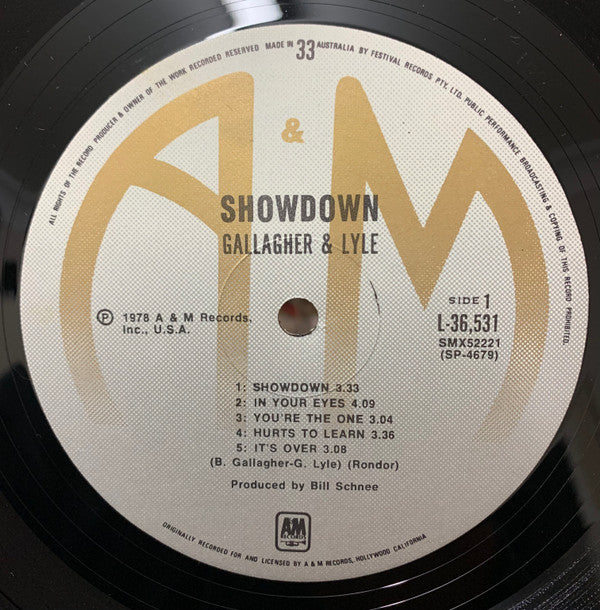 ALL RIGHTS OF THE RECORD PRODUCER & OWNER OF THE WORK RECORDED RESERVED MADE IN 33 AUSTRALIA BY FESTIVAL RECORDS PTY. LTD. PUBLIC PERFORMANCE BROADCASTING & COPYING OF THIS RECORD PROHIBITED.
A & M
SHOWDOWN
GALLAGHER & LYLE
℗ 1978 A & M Records,
Inc., U.S.A.
SIDE 1
L-36,531
SMX52221
(SP-4679)
1: SHOWDOWN 3.33
2: IN YOUR EYES 4.09
3: YOU'RE THE ONE 3.04
4: HURTS TO LEARN 3.36
5: IT'S OVER 3.08
(B. Gallagher-G. Lyle) (Rondor)
Produced by Bill Schnee
A&M
RECORDS
ORIGINALLY RECORDED FOR AND LICENSED BY A & M RECORDS, HOLLYWOOD CALIFORNIA